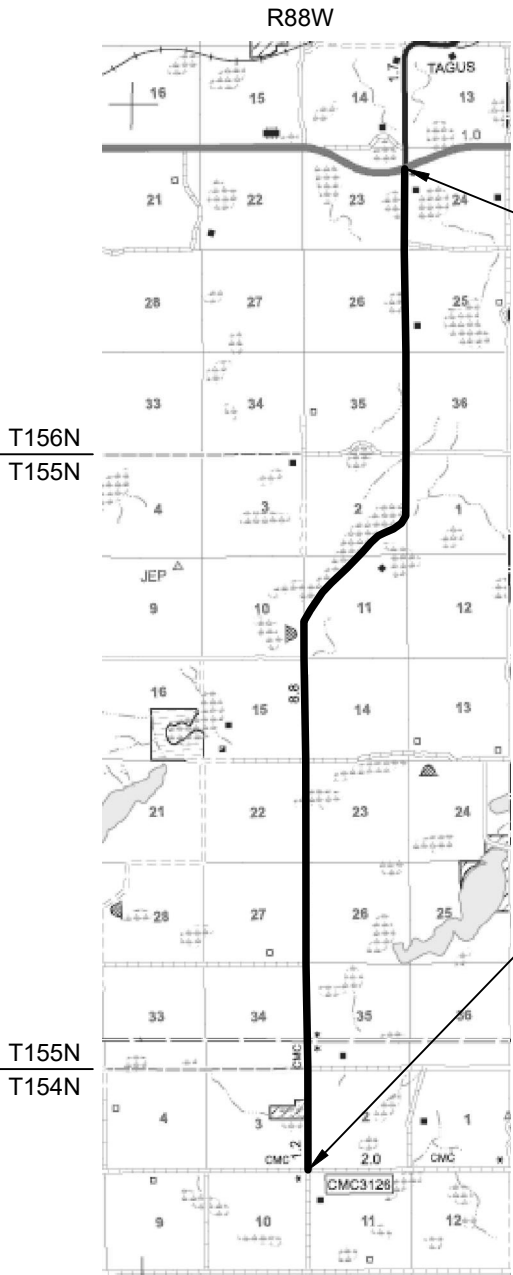 R88W
TAGUS
1.7
16 15 14 13
1.0
21 22 23 24
28 27 26 25
33 34 35 36
T156N
T155N
4 3 2 1
JEP
9 10 11 12
8.8
16 15 14 13
21 22 23 24
28 27 26 25
33 34 35 36
T155N
T154N
CMC
4 3 2 1
1.2
CMC 2.0 CMC
CMC3126
9 10 11 12